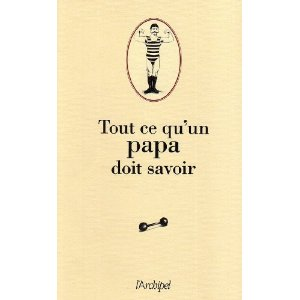 Tout ce qu'un
papa
doit savoir
l'Archipel